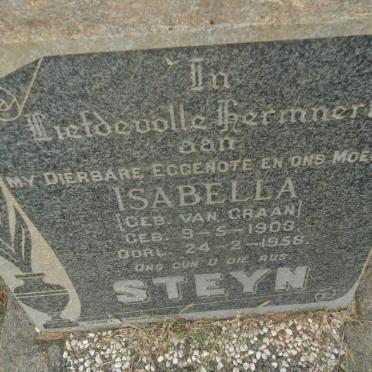 'In
Liefdevolle Herinneri
aan
MY DIERBARE EGGENOTE EN ONS MOE
ISABELLA
(GEB. VAN GRAAN)
GEB. 9-5-1903
OORL. 24-2-1958.
ONS GUN U DIE RUS
STEYN